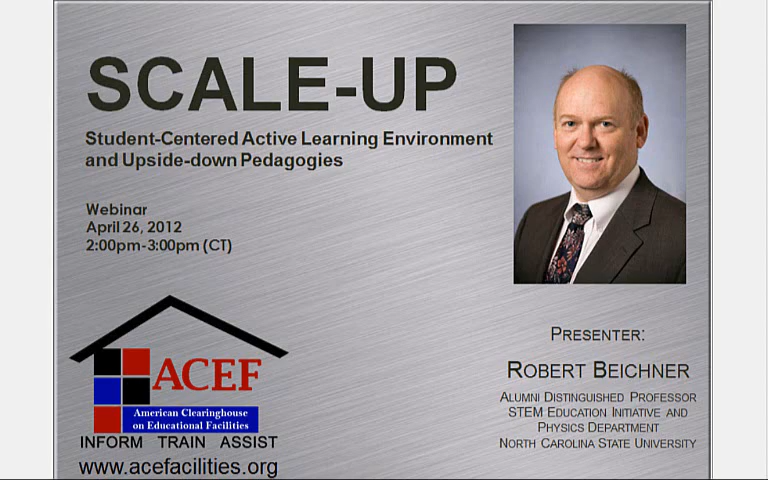 SCALE-UP
Student-Centered Active Learning Environment
and Upside-down Pedagogies
Webinar
April 26, 2012
2:00pm-3:00pm (CT)
ACEF
American Clearinghouse
on Educational Facilities
INFORM TRAIN ASSIST
www.acefacilities.org
PRESENTER:
ROBERT BEICHNER
ALUMNI DISTINGUISHED PROFESSOR
STEM EDUCATION INITIATIVE AND
PHYSICS DEPARTMENT
NORTH CAROLINA STATE UNIVERSITY